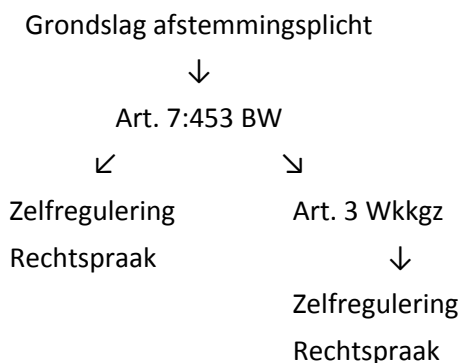 Grondslag afstemmingsplicht
↓
Art. 7:453 BW
↙ ↘
Zelfregulering Art. 3 Wkkgz
Rechtspraak ↓
Zelfregulering
Rechtspraak